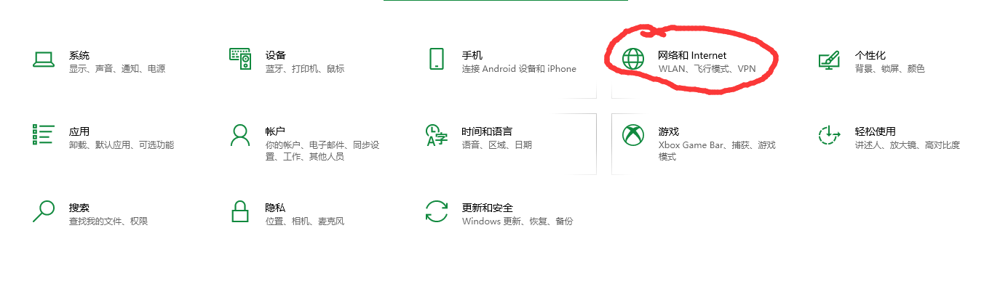 系统
显示、声音、通知、电源
设备
蓝牙、打印机、鼠标
手机
连接 Android 设备和 iPhone
网络和 Internet
WLAN、飞行模式、VPN
个性化
背景、锁屏、颜色
应用
卸载、默认应用、可选功能
帐户
你的帐户、电子邮件、同步设
置、工作、其他人员
时间和语言
语音、区域、日期
游戏
Xbox Game Bar、捕获、游戏
模式
轻松使用
讲述人、放大镜、高对比度
搜索
查找我的文件、权限
隐私
位置、相机、麦克风
更新和安全
Windows 更新、恢复、备份